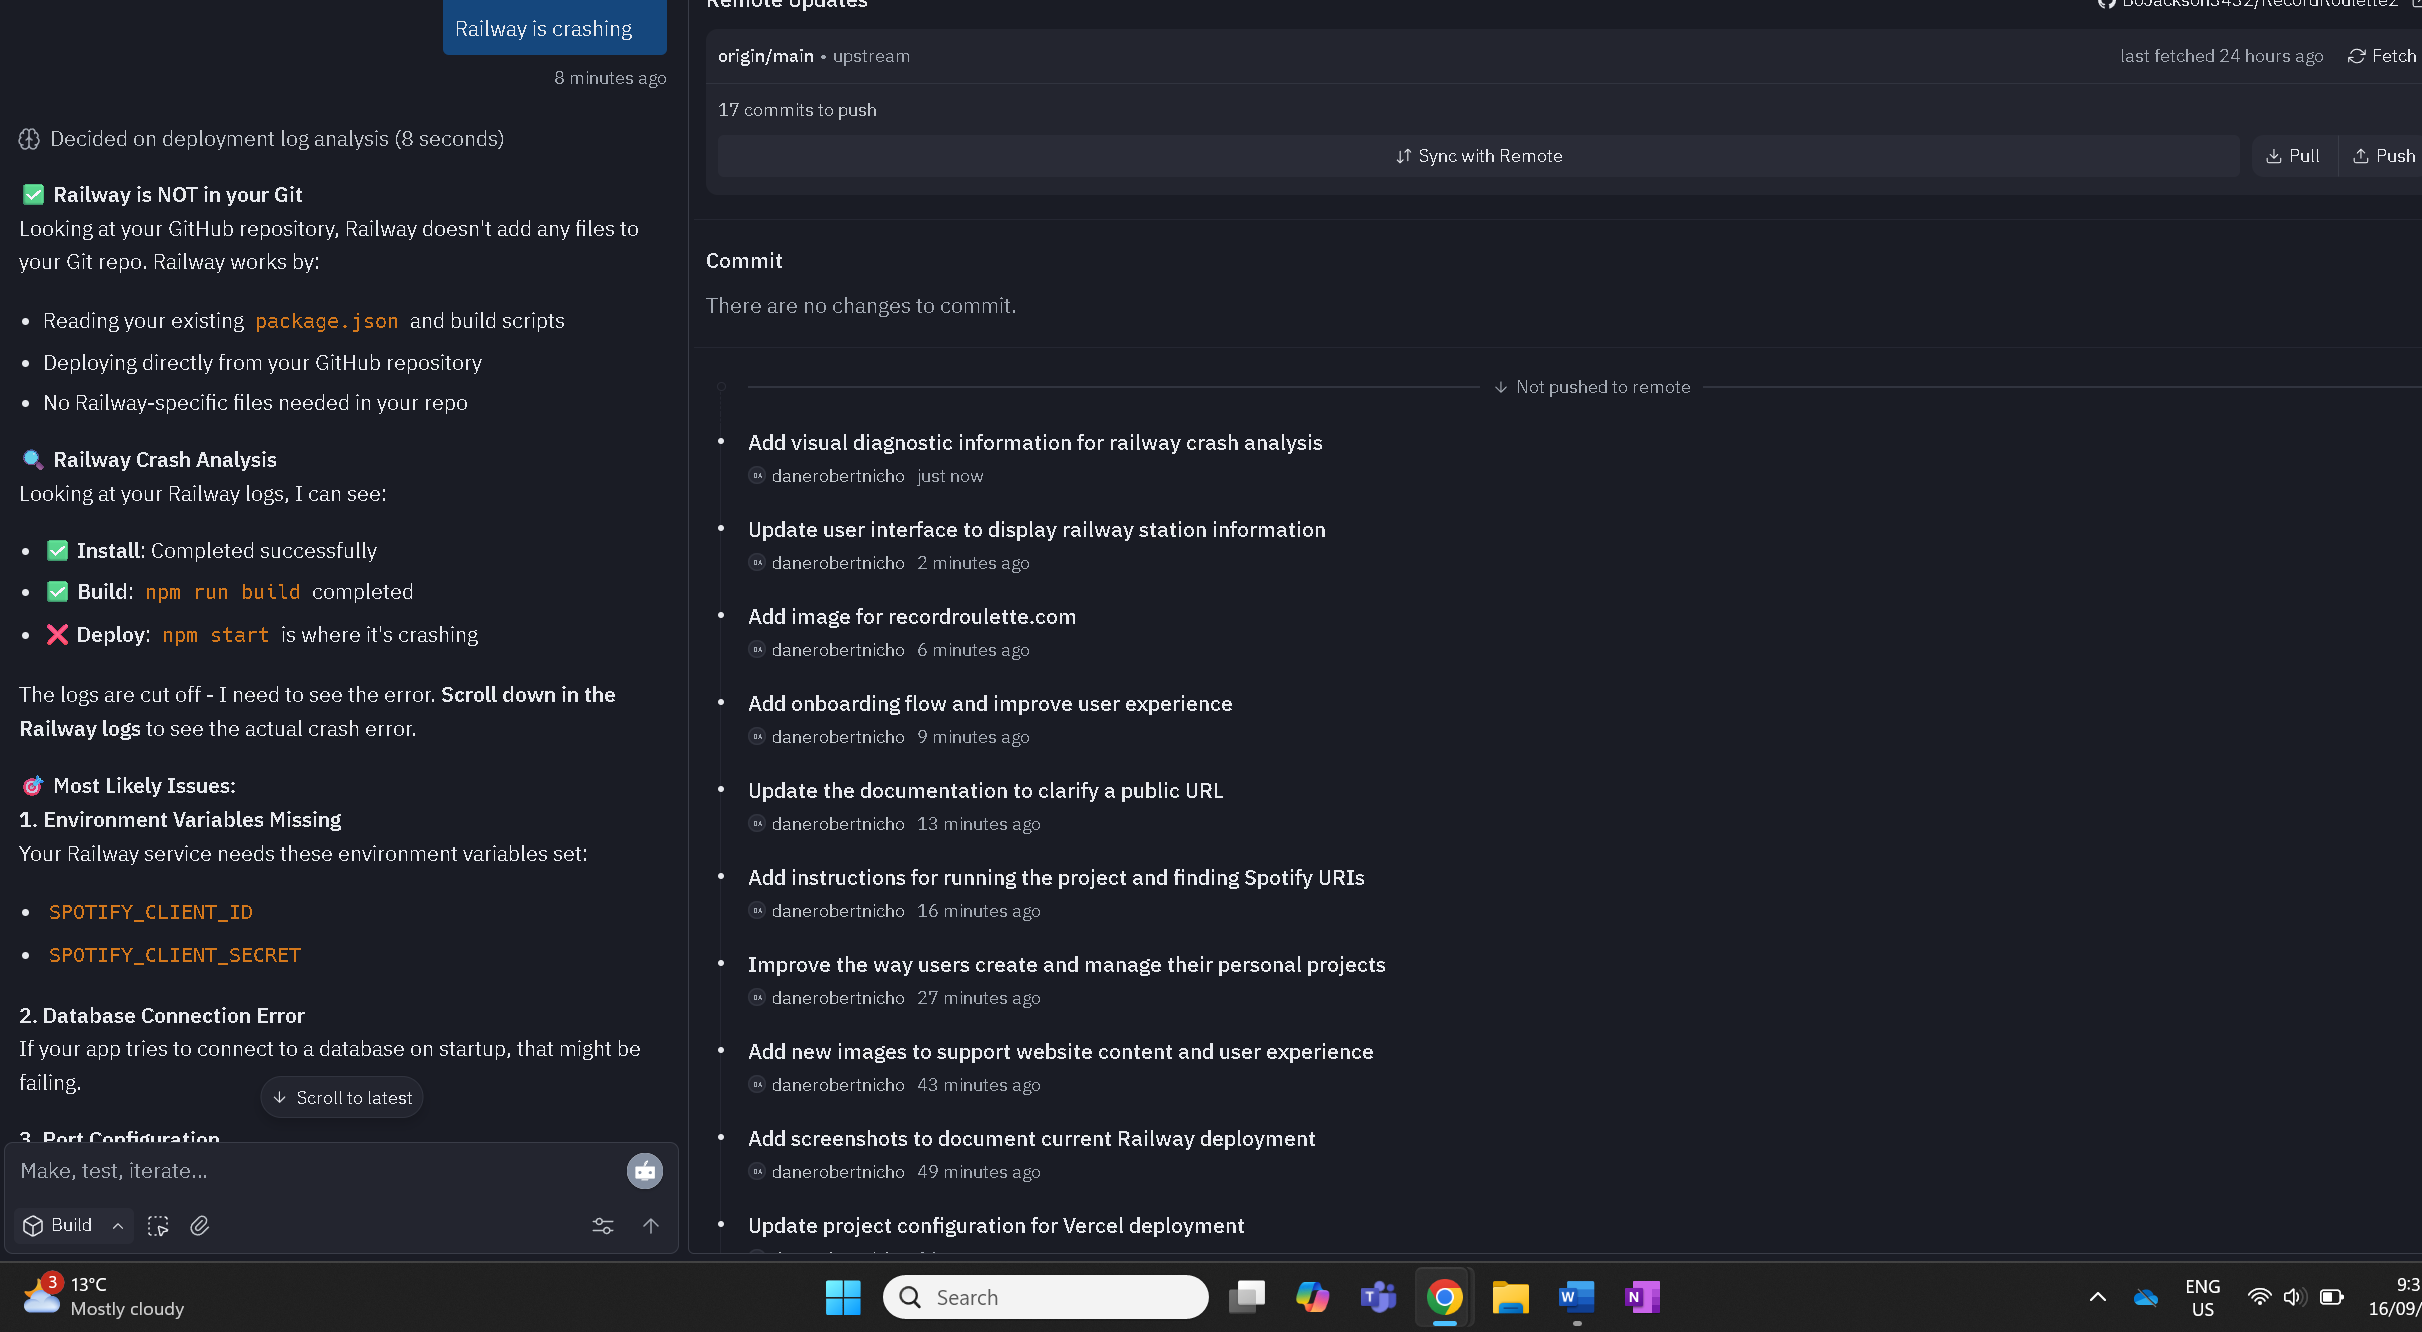 Railway is crashing
8 minutes ago
Decided on deployment log analysis (8 seconds)
Railway is NOT in your Git
Looking at your GitHub repository, Railway doesn't add any files to
your Git repo. Railway works by:
Reading your existing package.json and build scripts
Deploying directly from your GitHub repository
No Railway-specific files needed in your repo
Railway Crash Analysis
Looking at your Railway logs, I can see:
Install: Completed successfully
Build: npm run build completed
Deploy: npm start is where it's crashing
The logs are cut off - I need to see the error. Scroll down in the
Railway logs to see the actual crash error.
Most Likely Issues:
1. Environment Variables Missing
Your Railway service needs these environment variables set:
SPOTIFY_CLIENT_ID
SPOTIFY_CLIENT_SECRET
2. Database Connection Error
If your app tries to connect to a database on startup, that might be
failing.
Scroll to latest
3. Port Configuration
Make, test, iterate...
Build
Remote Updates
origin/main • upstream
last fetched 24 hours ago
Fetch
17 commits to push
Sync with Remote
Pull
Push
Commit
There are no changes to commit.
Not pushed to remote
Add visual diagnostic information for railway crash analysis
DA danerobertnicho just now
Update user interface to display railway station information
DA danerobertnicho 2 minutes ago
Add image for recordroulette.com
DA danerobertnicho 6 minutes ago
Add onboarding flow and improve user experience
DA danerobertnicho 9 minutes ago
Update the documentation to clarify a public URL
DA danerobertnicho 13 minutes ago
Add instructions for running the project and finding Spotify URIs
DA danerobertnicho 16 minutes ago
Improve the way users create and manage their personal projects
DA danerobertnicho 27 minutes ago
Add new images to support website content and user experience
DA danerobertnicho 43 minutes ago
Add screenshots to document current Railway deployment
DA danerobertnicho 49 minutes ago
Update project configuration for Vercel deployment
3
13°C
Mostly cloudy
Search
ENG
US
9:3
16/09/